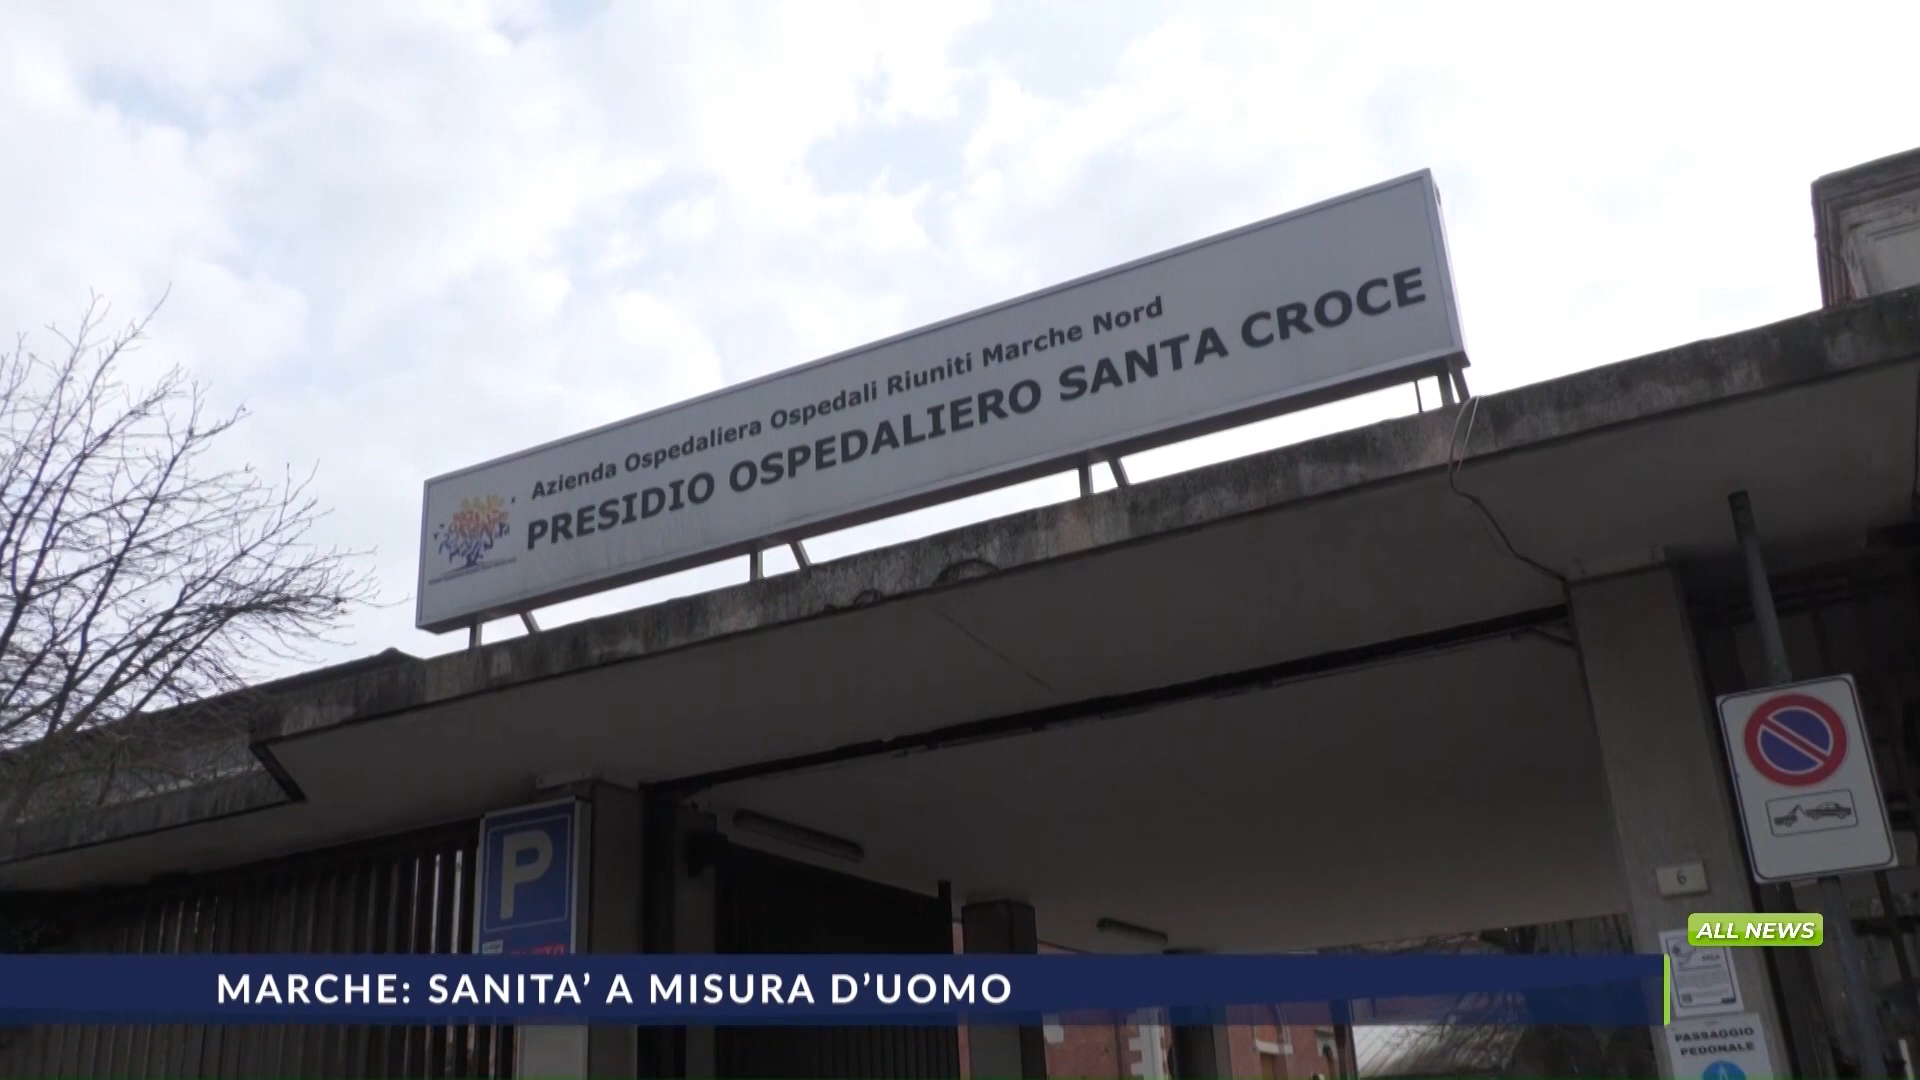 Azienda Ospedaliera Ospedali Riuniti Marche Nord
PRESIDIO OSPEDALIERO SANTA CROCE
P
6
ALL NEWS
MARCHE: SANITA’ A MISURA D’UOMO
PASSAGGIO
PEDONALE